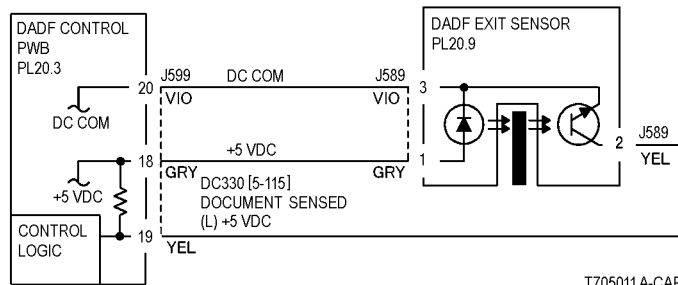 DADF CONTROL
PWB
PL20.3
DADF EXIT SENSOR
PL20.9
20
J599
DC COM
J589
3
VIO
VIO
DC COM
2
J589
YEL
18
+5 VDC
1
GRY
GRY
+5 VDC
DC330 [5-115]
DOCUMENT SENSED
(L) +5 VDC
CONTROL
LOGIC
19
YEL